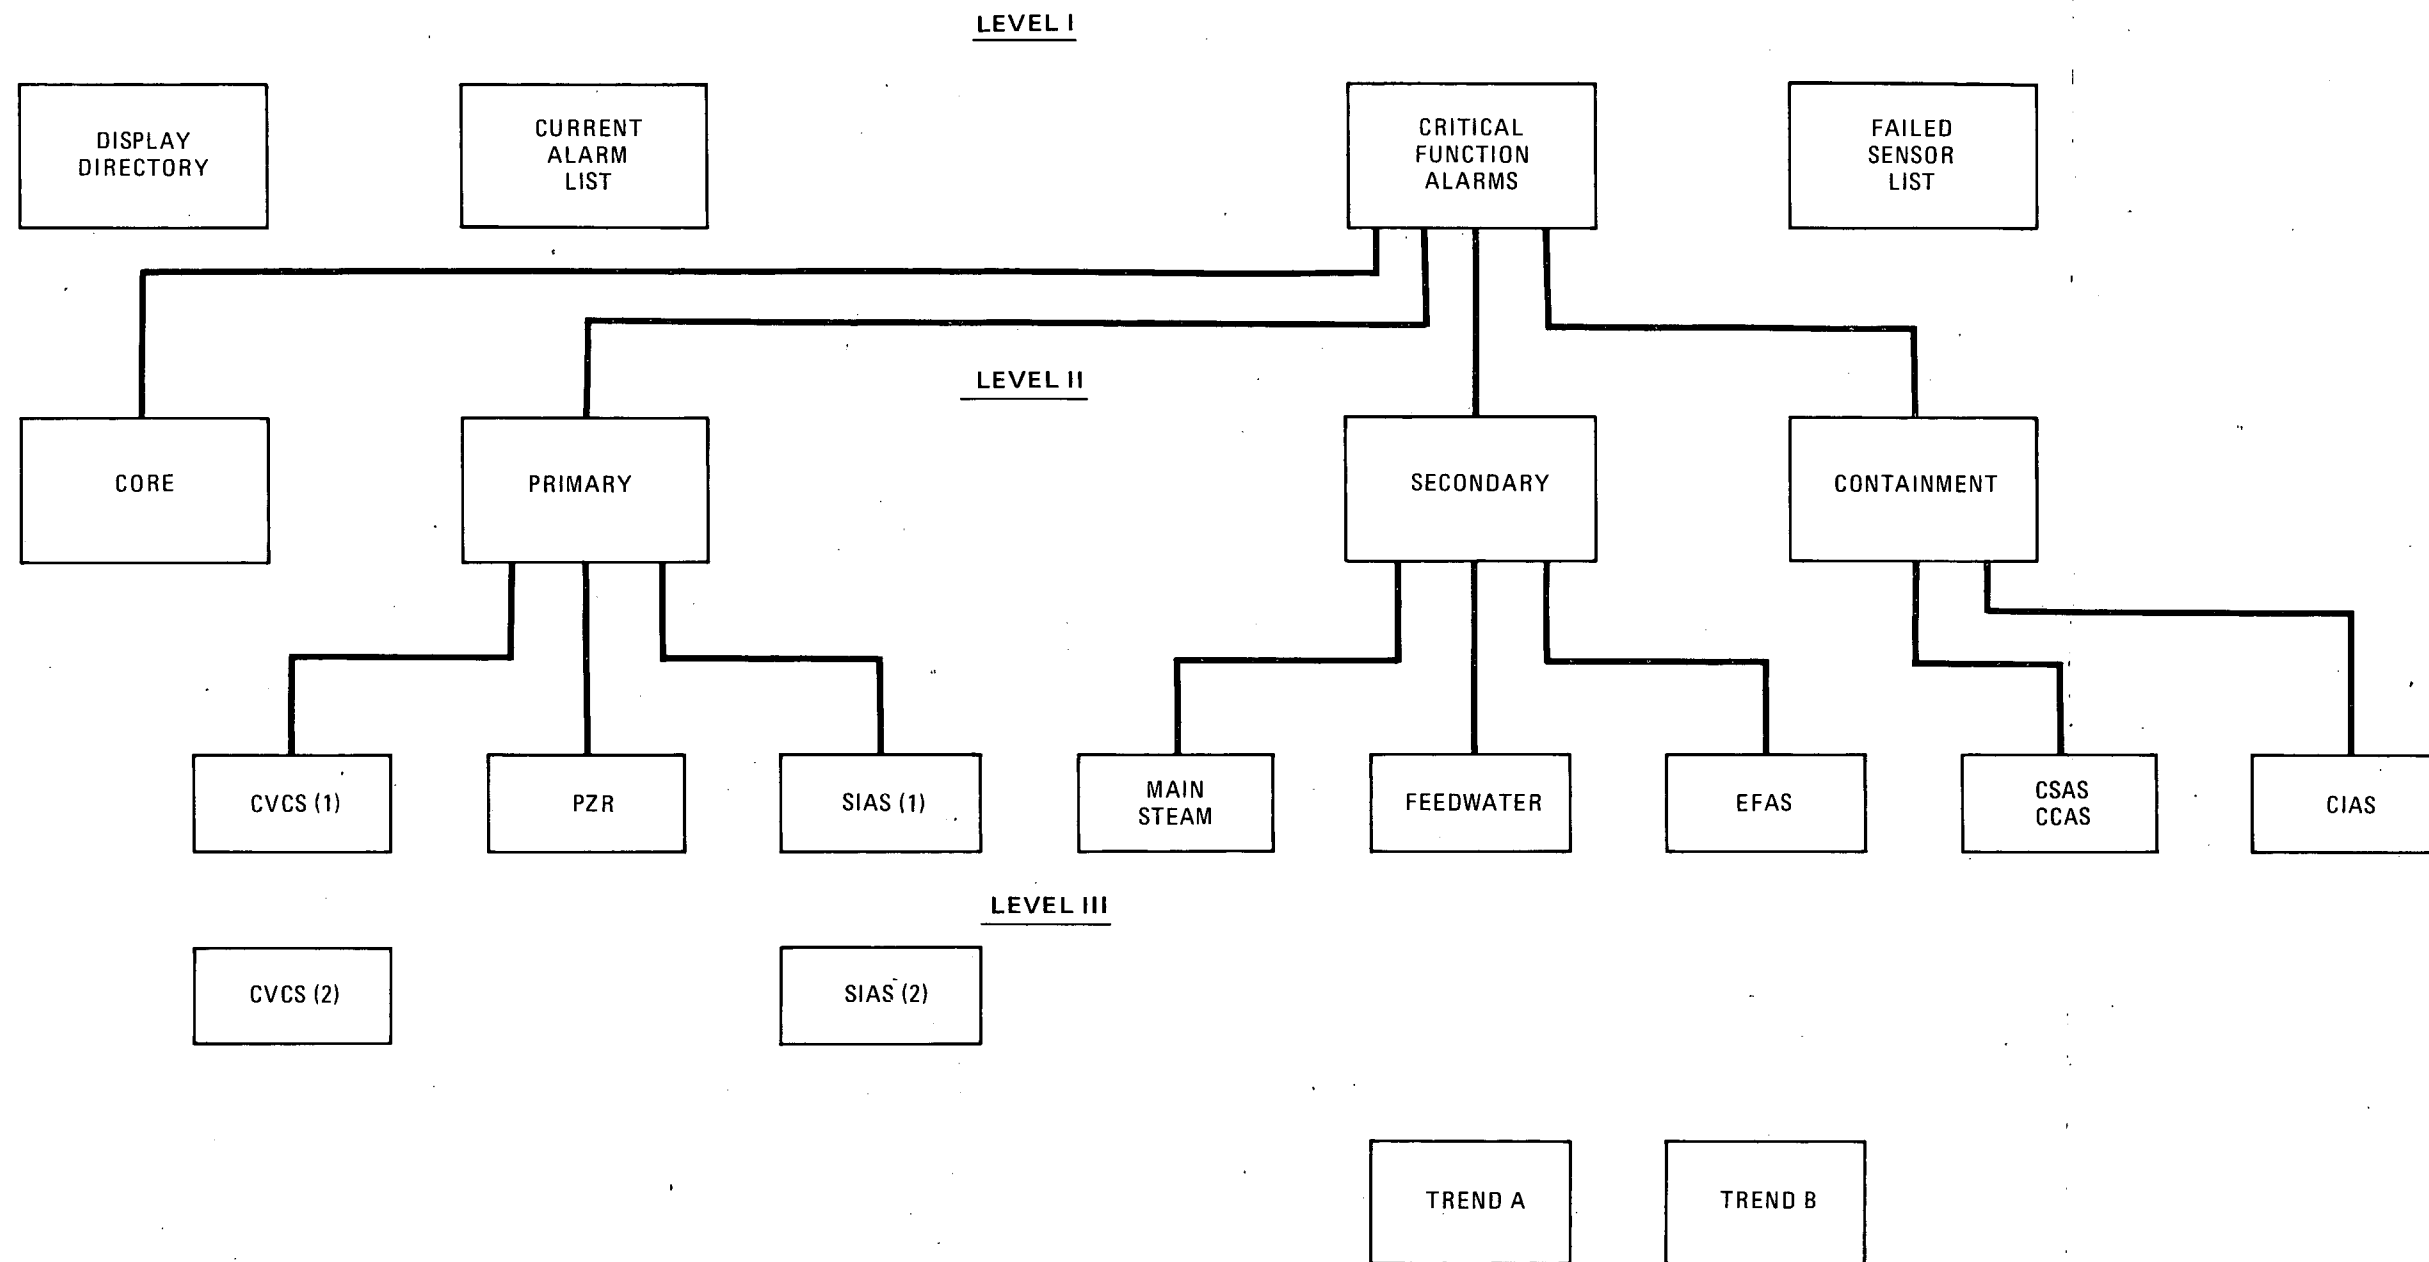 LEVEL I
DISPLAY
DIRECTORY
CURRENT
ALARM
LIST
CRITICAL
FUNCTION
ALARMS
FAILED
SENSOR
LIST
LEVEL II
CORE
PRIMARY
SECONDARY
CONTAINMENT
CVCS (1)
PZR
SIAS (1)
MAIN
STEAM
FEEDWATER
EFAS
CSAS
CCAS
CIAS
LEVEL III
CVCS (2)
SIAS (2)
TREND A
TREND B